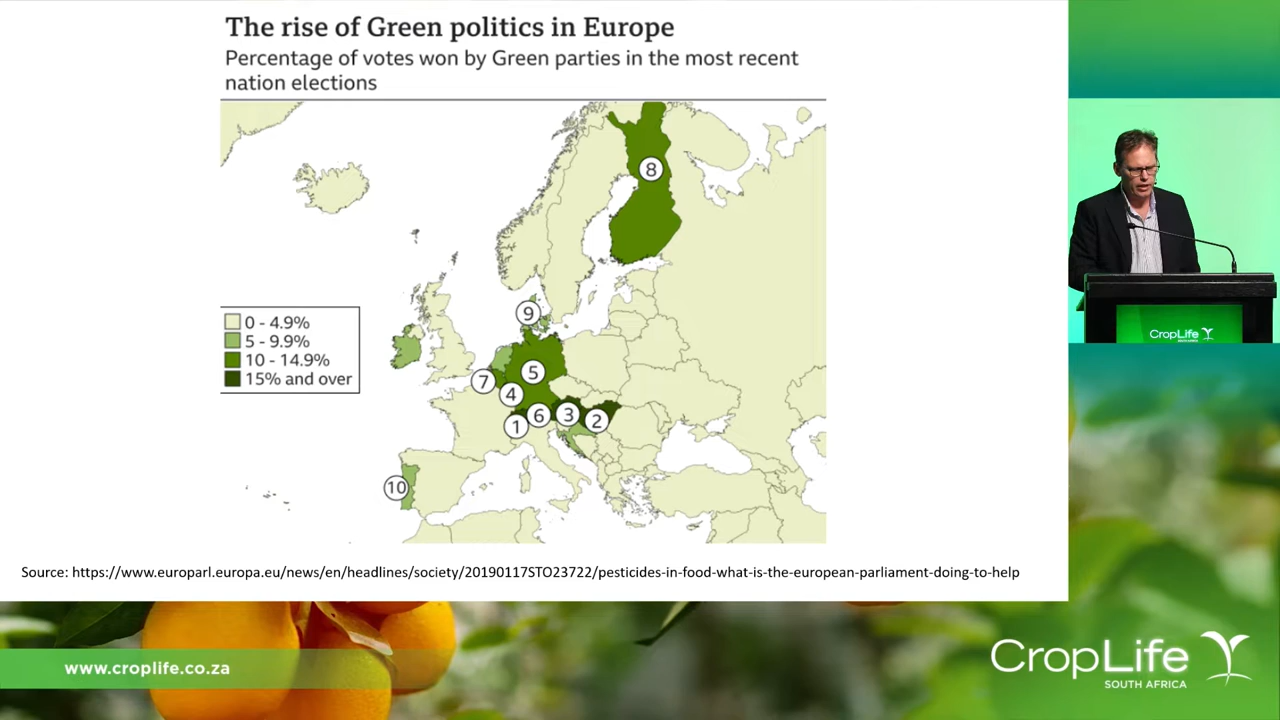 The rise of Green politics in Europe
Percentage of votes won by Green parties in the most recent
nation elections
8
9
0 - 4.9%
5 - 9.9%
10 - 14.9%
15% and over
5
7
4
6
3
2
1
10
CropLife
Source: https://www.europarl.europa.eu/news/en/headlines/society/20190117STO23722/pesticides-in-food-what-is-the-european-parliament-doing-to-help
www.croplife.co.za
CropLife
SOUTH AFRICA